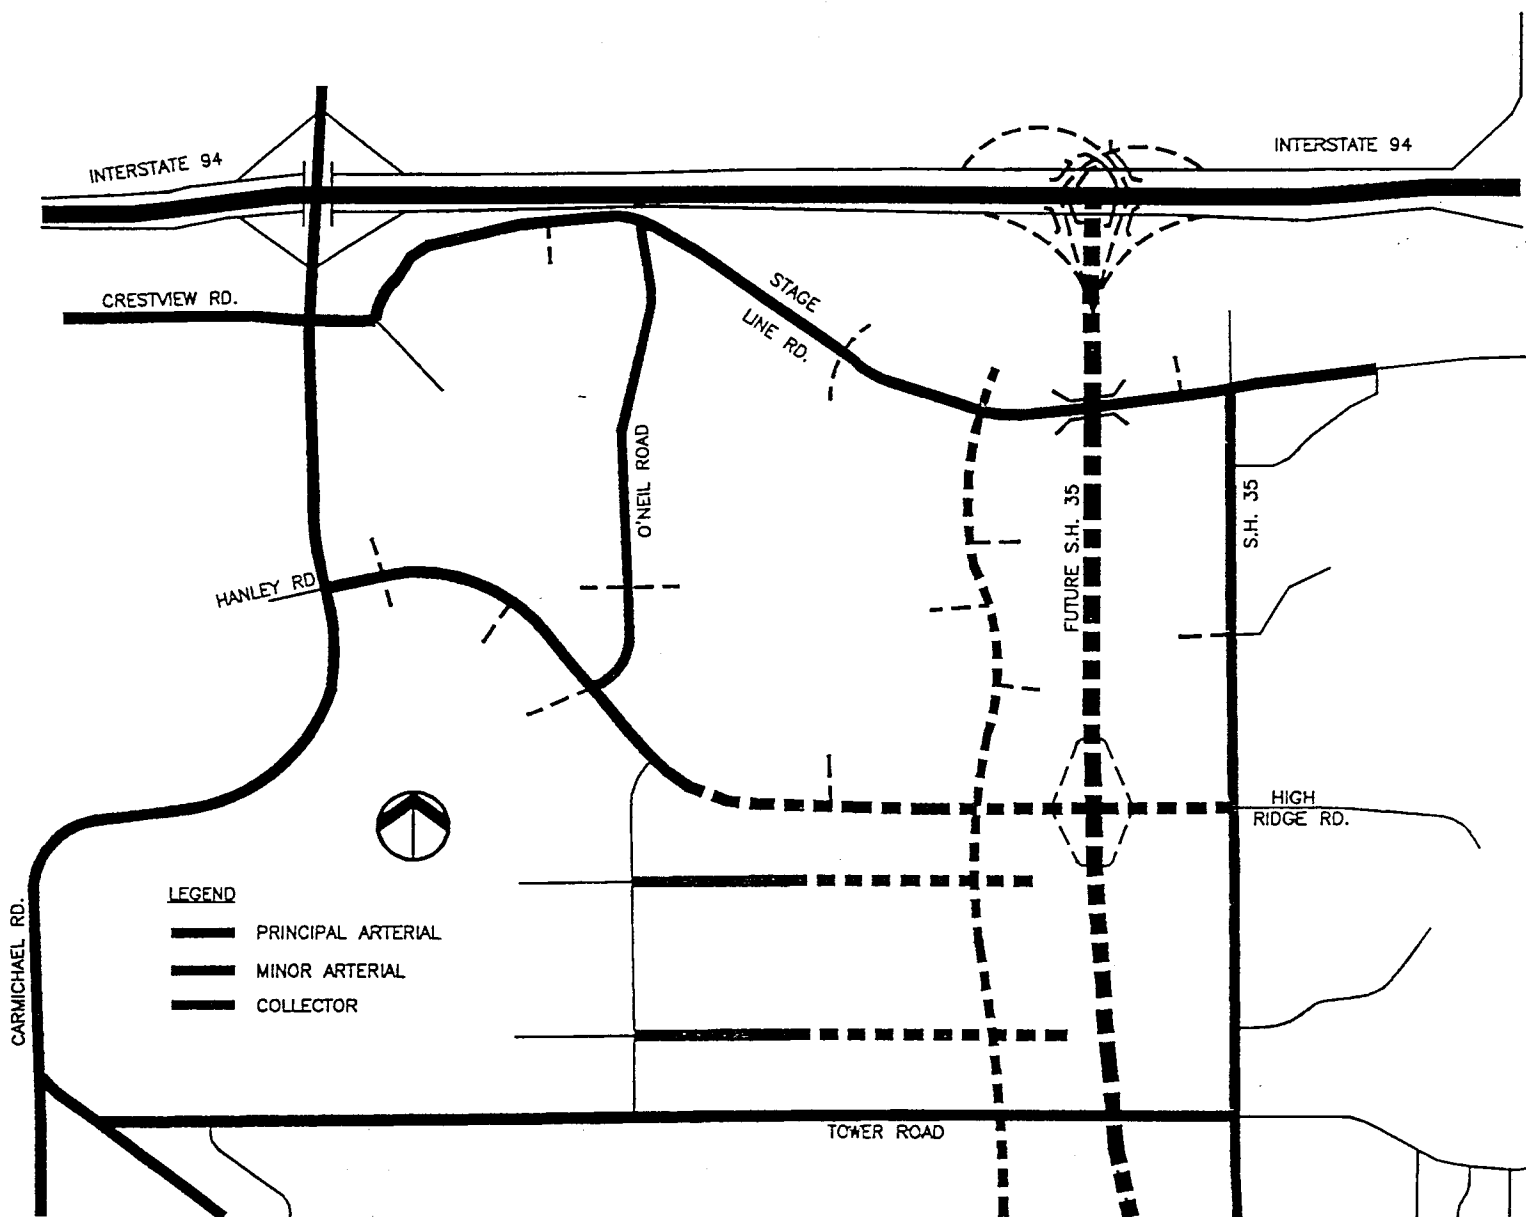 INTERSTATE 94
INTERSTATE 94
CRESTVIEW RD.
STAGE
LINE RD.
O'NEIL ROAD
FUTURE S.H. 35
S.H. 35
HANLEY RD
HIGH
RIDGE RD.
CARMICHAEL RD.
LEGEND
PRINCIPAL ARTERIAL
MINOR ARTERIAL
COLLECTOR
TOWER ROAD